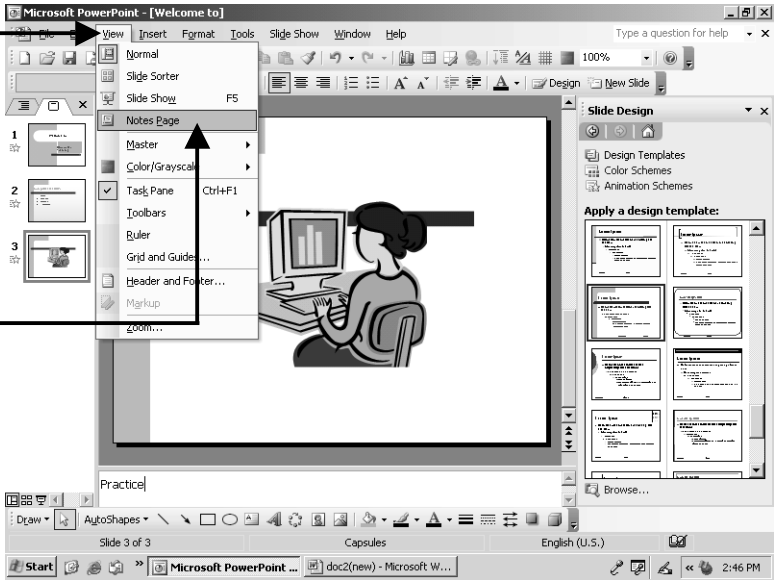 Microsoft PowerPoint - [Welcome to]
File View Insert Format Tools Slide Show Window Help Type a question for help
100%
Design New Slide
Normal
Slide Sorter
Slide Show F5
Notes Page
Master
Color/Grayscale
Task Pane Ctrl+F1
Toolbars
Ruler
Grid and Guides...
Header and Footer...
Markup
Zoom...
1
2
3
Slide Design
Design Templates
Color Schemes
Animation Schemes
Apply a design template:
Browse...
Practice
Draw AutoShapes
Slide 3 of 3 Capsules English (U.S.)
Start Microsoft PowerPoint ... doc2(new) - Microsoft W... 2:46 PM